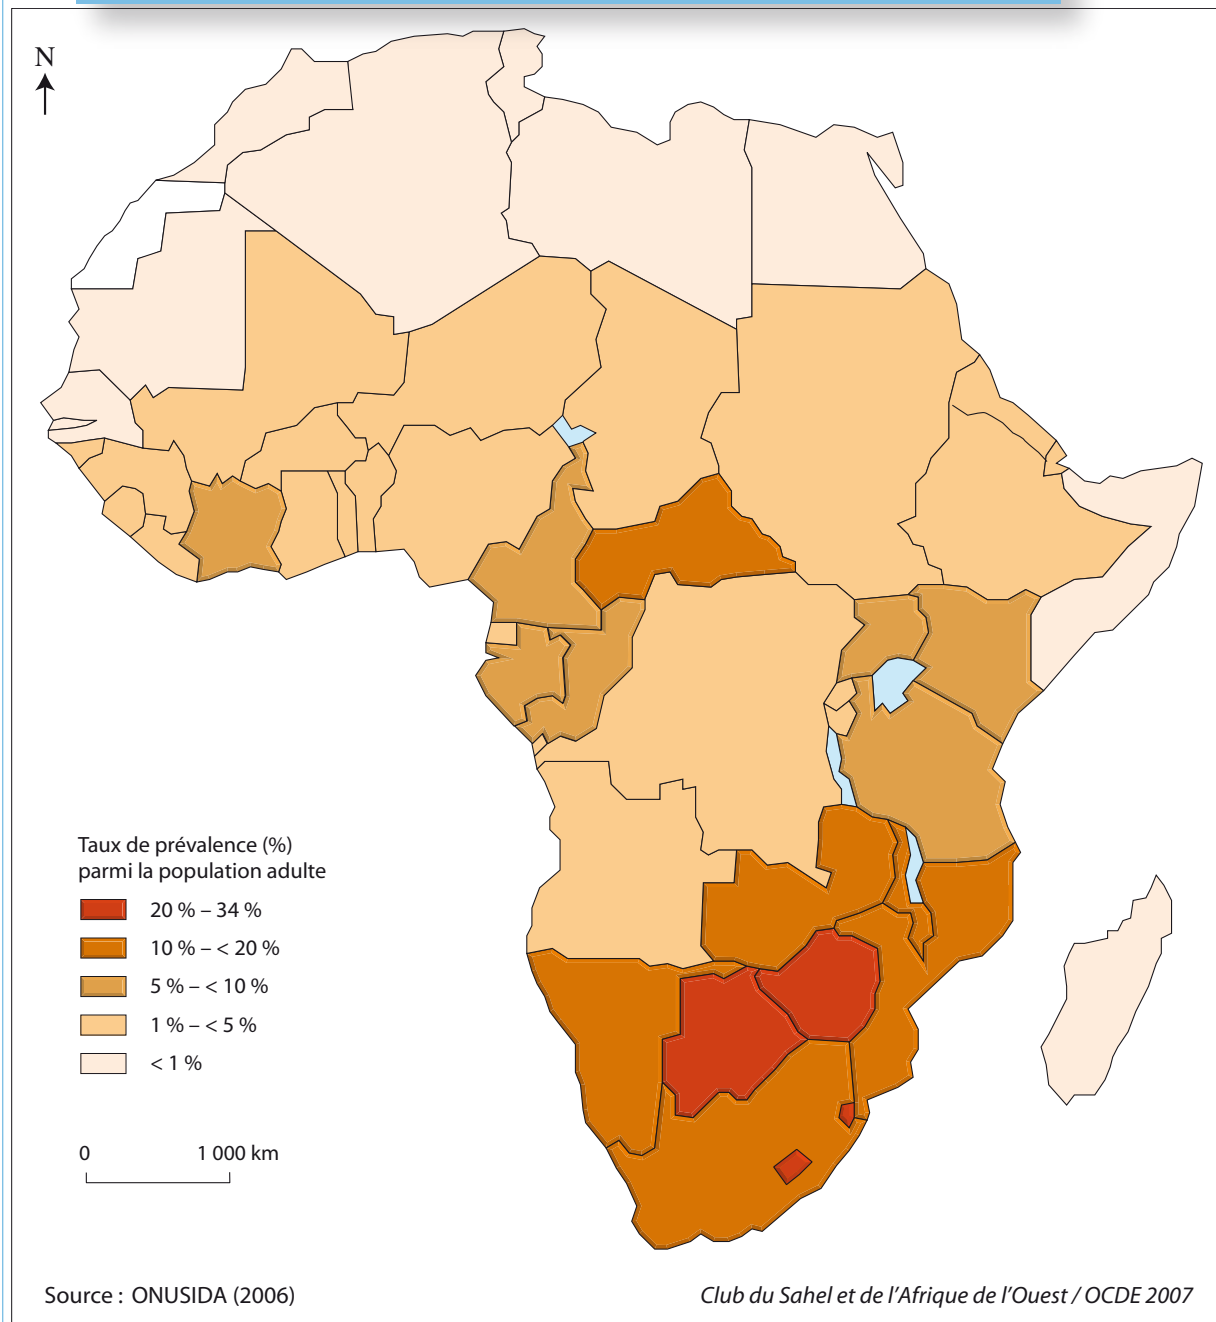 N
Taux de prévalence (%)
parmi la population adulte
20 % – 34 %
10 % – < 20 %
5 % – < 10 %
1 % – < 5 %
< 1 %
0 1 000 km
Source : ONUSIDA (2006)
Club du Sahel et de l'Afrique de l'Ouest / OCDE 2007